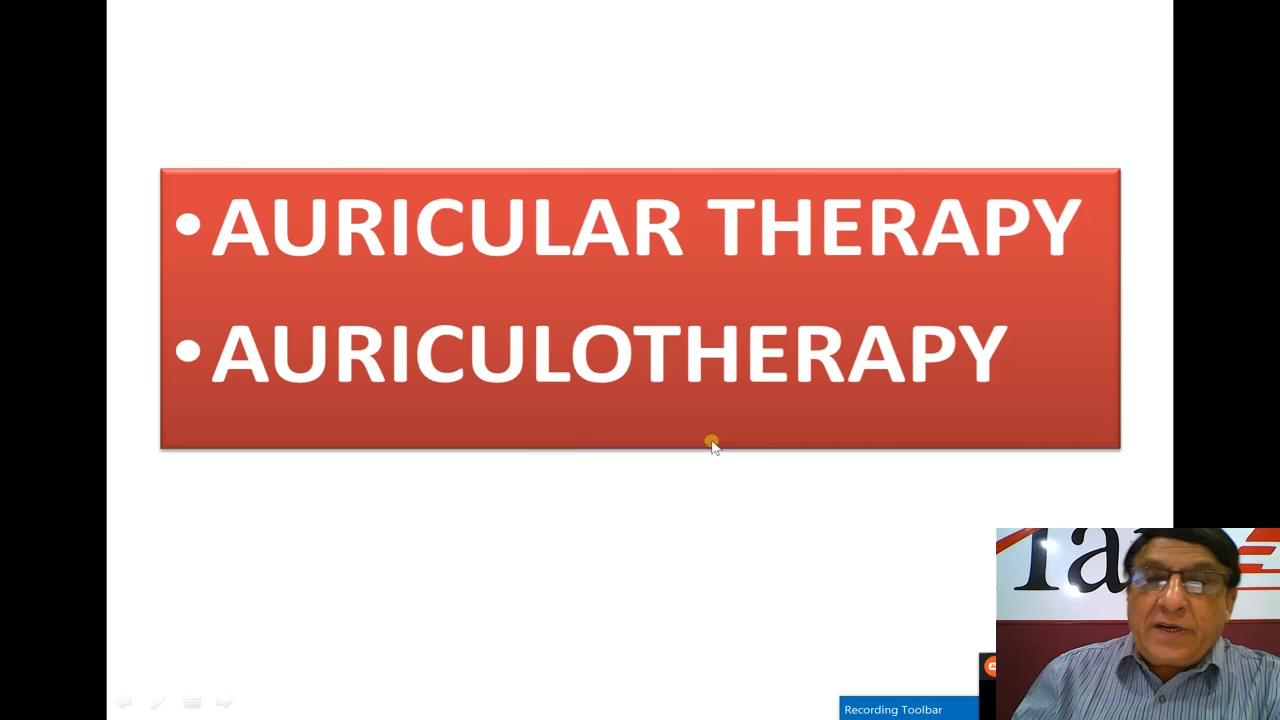 • AURICULAR THERAPY
• AURICULOTHERAPY
Recording Toolbar